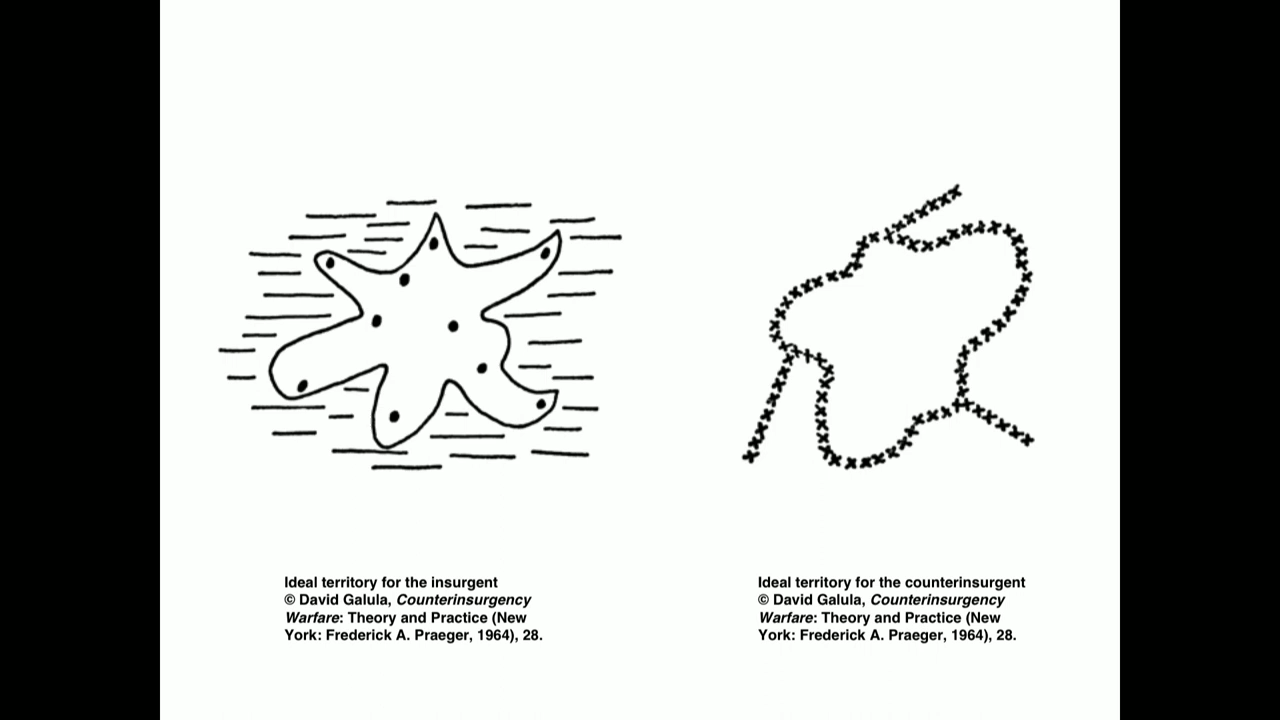 Ideal territory for the insurgent
© David Galula, Counterinsurgency
Warfare: Theory and Practice (New
York: Frederick A. Praeger, 1964), 28.
Ideal territory for the counterinsurgent
© David Galula, Counterinsurgency
Warfare: Theory and Practice (New
York: Frederick A. Praeger, 1964), 28.